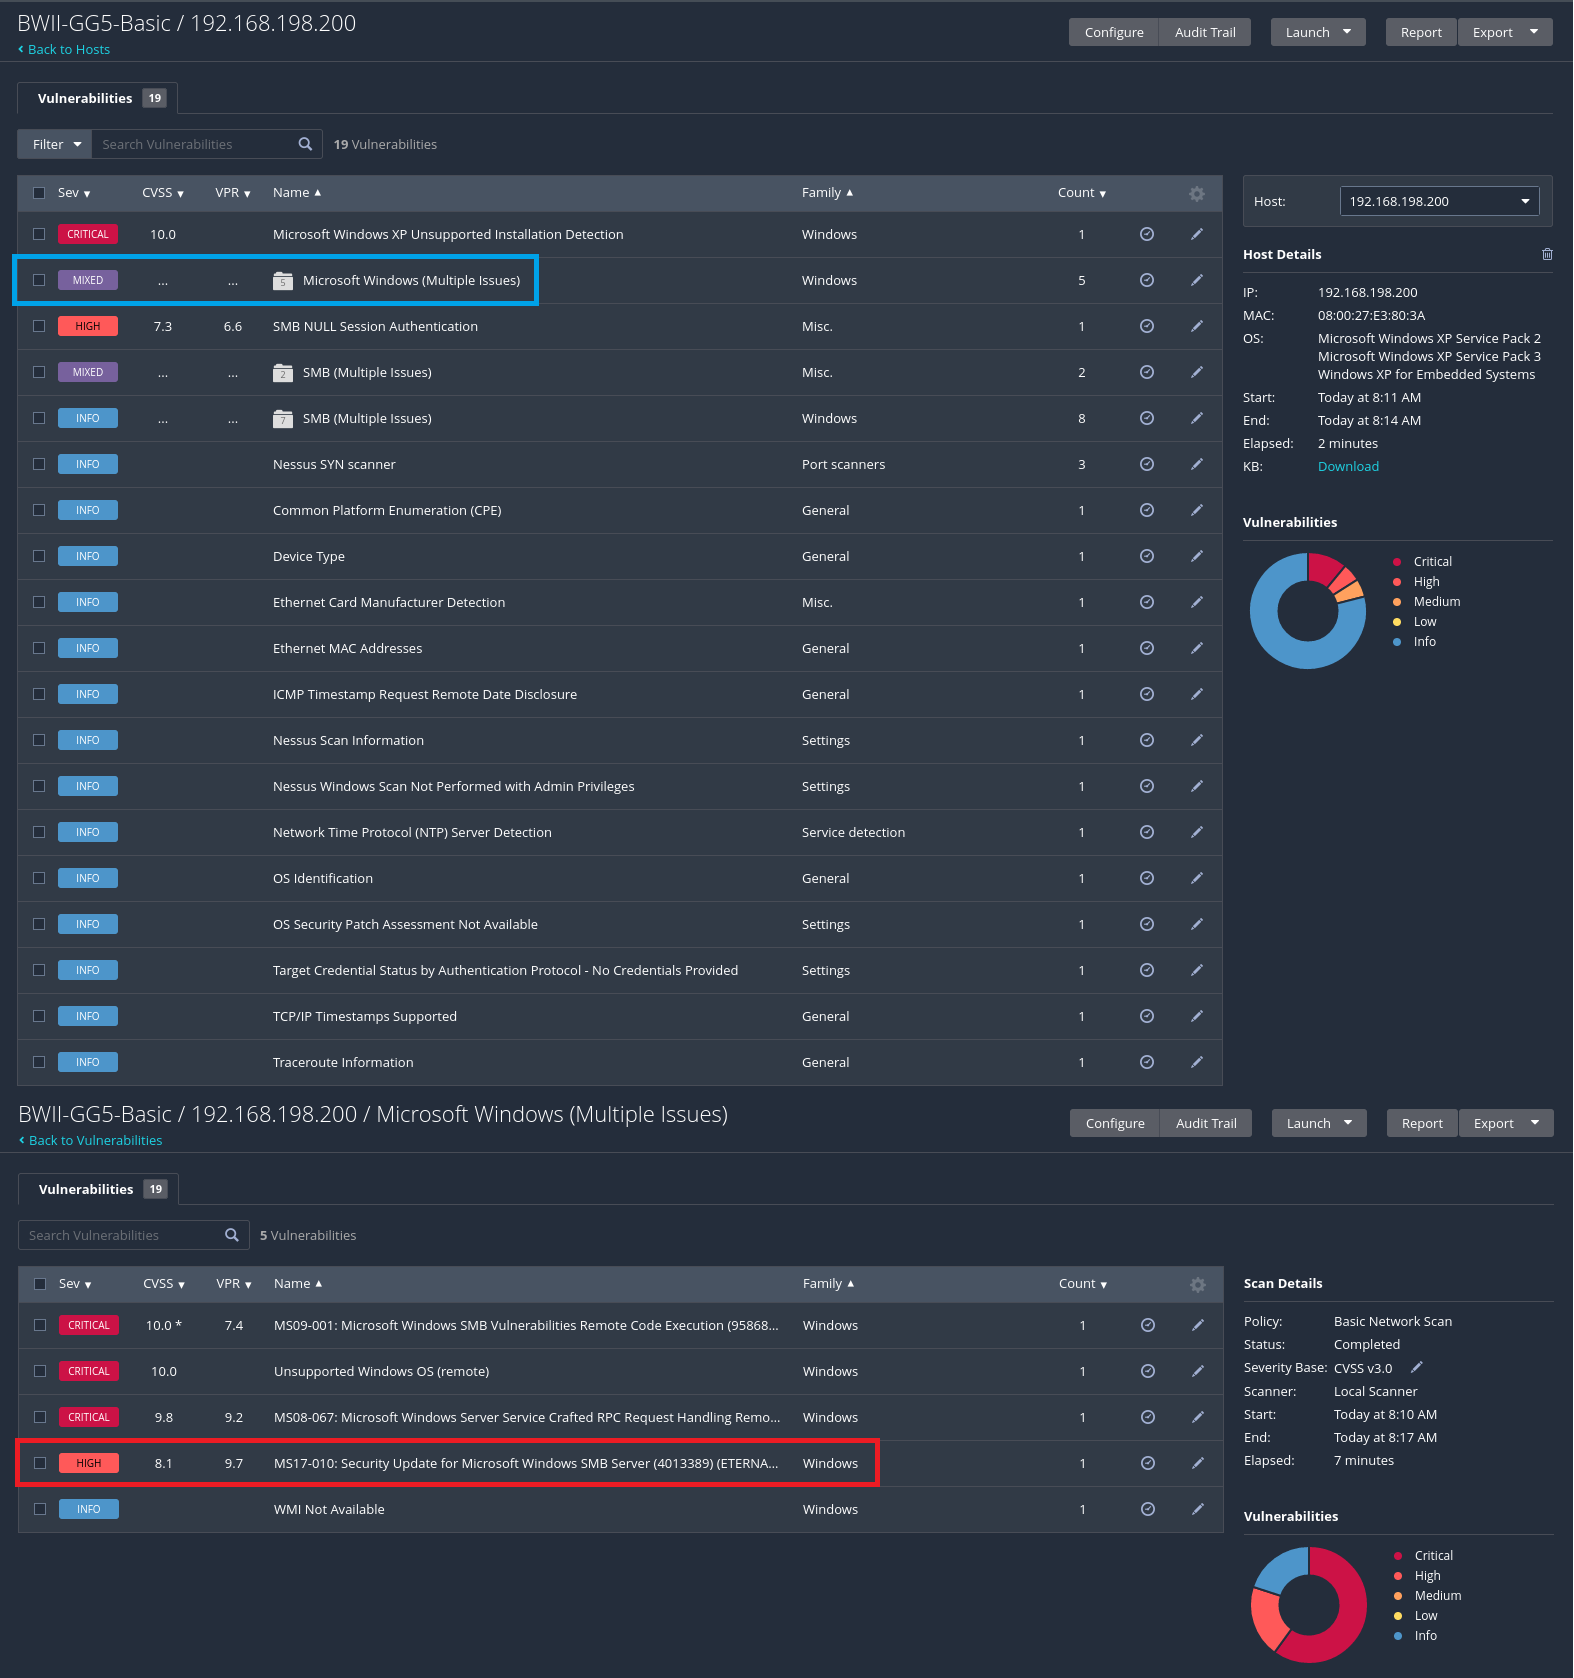 BWII-GG5-Basic / 192.168.198.200
Back to Hosts
Configure Audit Trail Launch Report Export
Vulnerabilities 19
Filter Search Vulnerabilities 19 Vulnerabilities
Sev CVSS VPR Name Family Count
CRITICAL 10.0 Microsoft Windows XP Unsupported Installation Detection Windows 1
MIXED ... ... 5 Microsoft Windows (Multiple Issues) Windows 5
HIGH 7.3 6.6 SMB NULL Session Authentication Misc. 1
MIXED ... ... 2 SMB (Multiple Issues) Misc. 2
INFO ... ... 7 SMB (Multiple Issues) Windows 8
INFO Nessus SYN scanner Port scanners 3
INFO Common Platform Enumeration (CPE) General 1
INFO Device Type General 1
INFO Ethernet Card Manufacturer Detection Misc. 1
INFO Ethernet MAC Addresses General 1
INFO ICMP Timestamp Request Remote Date Disclosure General 1
INFO Nessus Scan Information Settings 1
INFO Nessus Windows Scan Not Performed with Admin Privileges Settings 1
INFO Network Time Protocol (NTP) Server Detection Service detection 1
INFO OS Identification General 1
INFO OS Security Patch Assessment Not Available Settings 1
INFO Target Credential Status by Authentication Protocol - No Credentials Provided Settings 1
INFO TCP/IP Timestamps Supported General 1
INFO Traceroute Information General 1
Host: 192.168.198.200
Host Details
IP: 192.168.198.200
MAC: 08:00:27:E3:80:3A
OS: Microsoft Windows XP Service Pack 2
Microsoft Windows XP Service Pack 3
Windows XP for Embedded Systems
Start: Today at 8:11 AM
End: Today at 8:14 AM
Elapsed: 2 minutes
KB: Download
Vulnerabilities
Critical
High
Medium
Low
Info
BWII-GG5-Basic / 192.168.198.200 / Microsoft Windows (Multiple Issues)
Back to Vulnerabilities
Configure Audit Trail Launch Report Export
Vulnerabilities 19
Search Vulnerabilities 5 Vulnerabilities
Sev CVSS VPR Name Family Count
CRITICAL 10.0 * 7.4 MS09-001: Microsoft Windows SMB Vulnerabilities Remote Code Execution (95868... Windows 1
CRITICAL 10.0 Unsupported Windows OS (remote) Windows 1
CRITICAL 9.8 9.2 MS08-067: Microsoft Windows Server Service Crafted RPC Request Handling Remo... Windows 1
HIGH 8.1 9.7 MS17-010: Security Update for Microsoft Windows SMB Server (4013389) (ETERNA... Windows 1
INFO WMI Not Available Windows 1
Scan Details
Policy: Basic Network Scan
Status: Completed
Severity Base: CVSS v3.0
Scanner: Local Scanner
Start: Today at 8:10 AM
End: Today at 8:17 AM
Elapsed: 7 minutes
Vulnerabilities
Critical
High
Medium
Low
Info